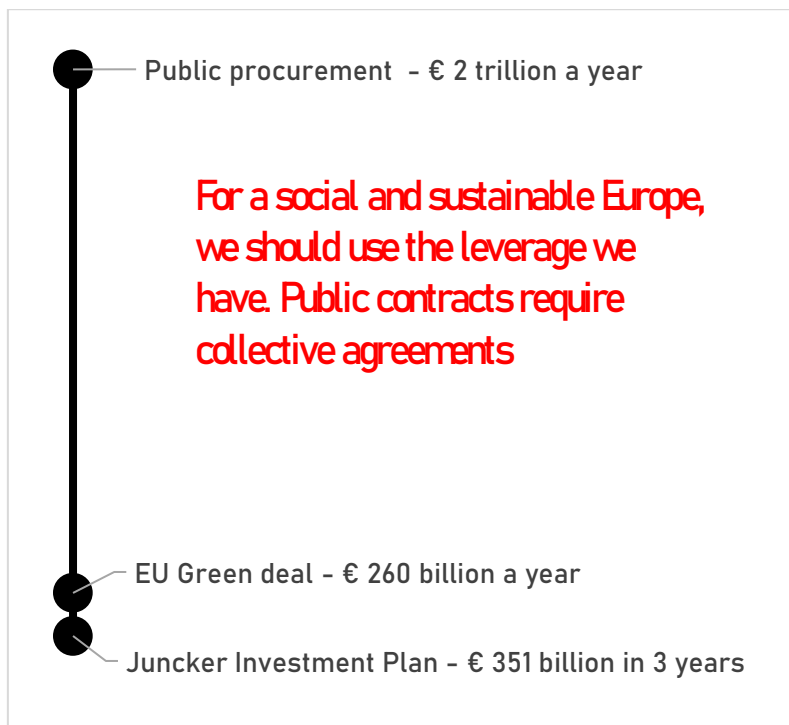 Public procurement - € 2 trillion a year
For a social and sustainable Europe,
we should use the leverage we
have. Public contracts require
collective agreements
EU Green deal - € 260 billion a year
Juncker Investment Plan - € 351 billion in 3 years